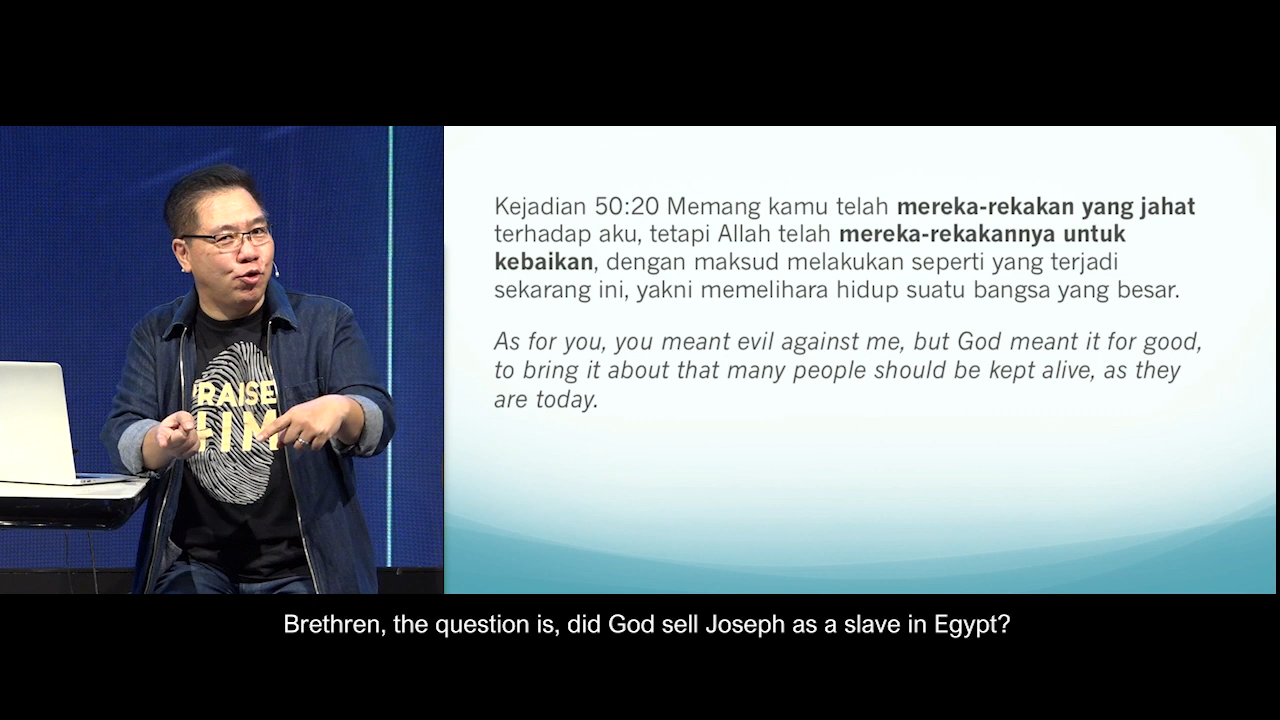 RAISE
HIM
Kejadian 50:20 Memang kamu telah mereka-rekakan yang jahat
terhadap aku, tetapi Allah telah mereka-rekakannya untuk
kebaikan, dengan maksud melakukan seperti yang terjadi
sekarang ini, yakni memelihara hidup suatu bangsa yang besar.
As for you, you meant evil against me, but God meant it for good,
to bring it about that many people should be kept alive, as they
are today.
Brethren, the question is, did God sell Joseph as a slave in Egypt?